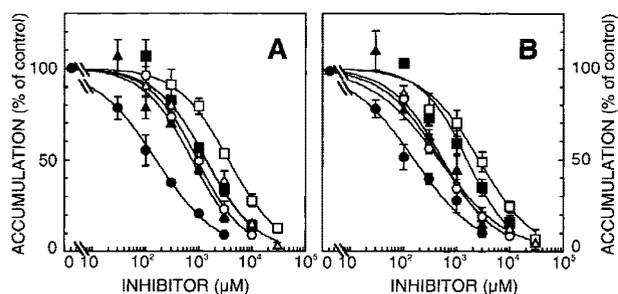 A
B
ACCUMULATION (% of control)
100
50
0
0 10 10² 10³ 10⁴ 10⁵
INHIBITOR (µM)
0 10 10² 10³ 10⁴ 10⁵
INHIBITOR (µM)
100
50
0
ACCUMULATION (% of control)